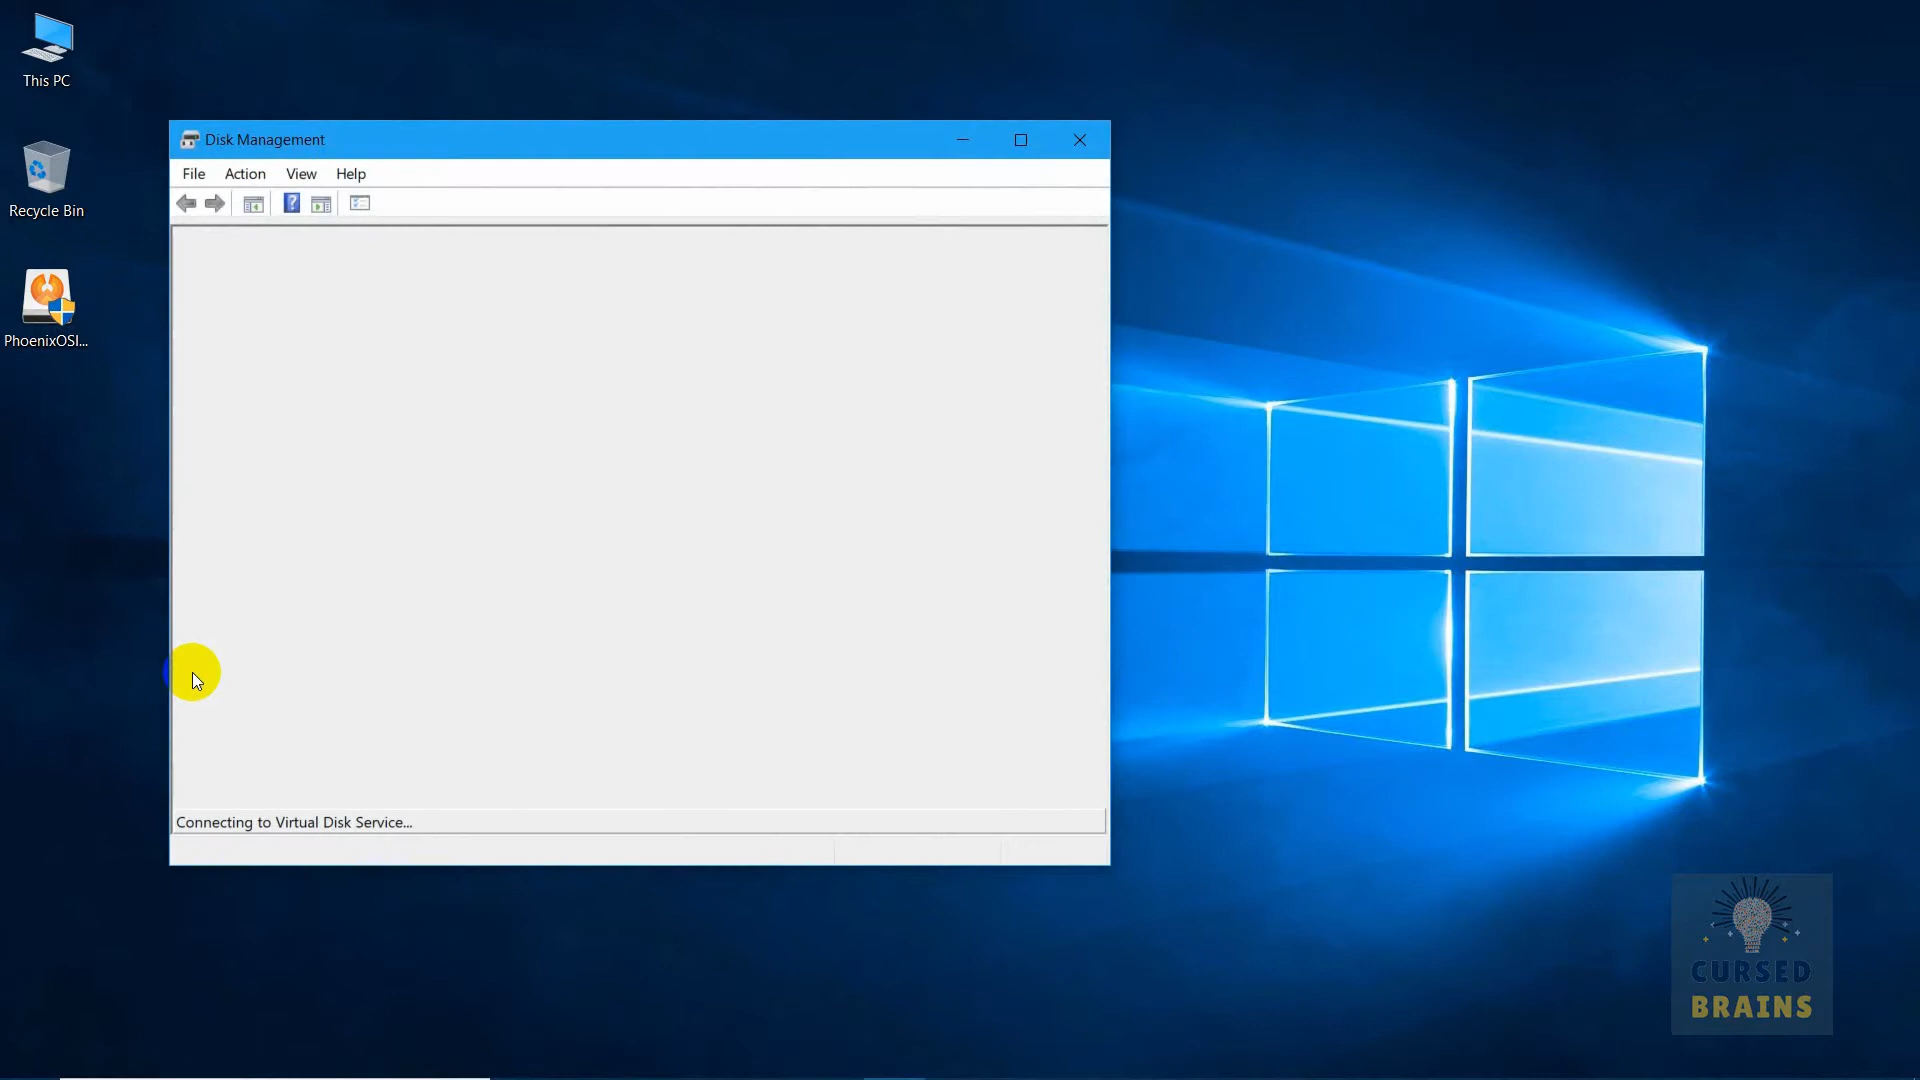 This PC
Recycle Bin
PhoenixOSI...
Disk Management
File Action View Help
?
Connecting to Virtual Disk Service...
CURSED
BRAINS